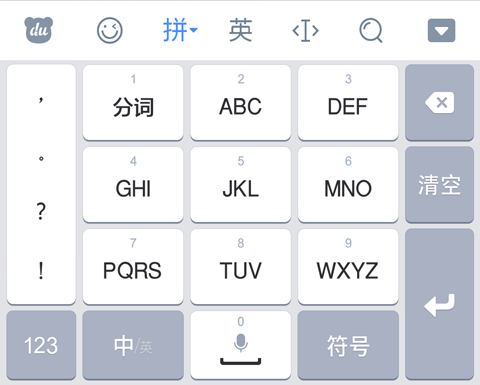 du 拼 英
， 1 2 3
分词 ABC DEF
。 4 5 6 清空
GHI JKL MNO
？
7 8 9
！ PQRS TUV WXYZ
0
123 中/英 符号